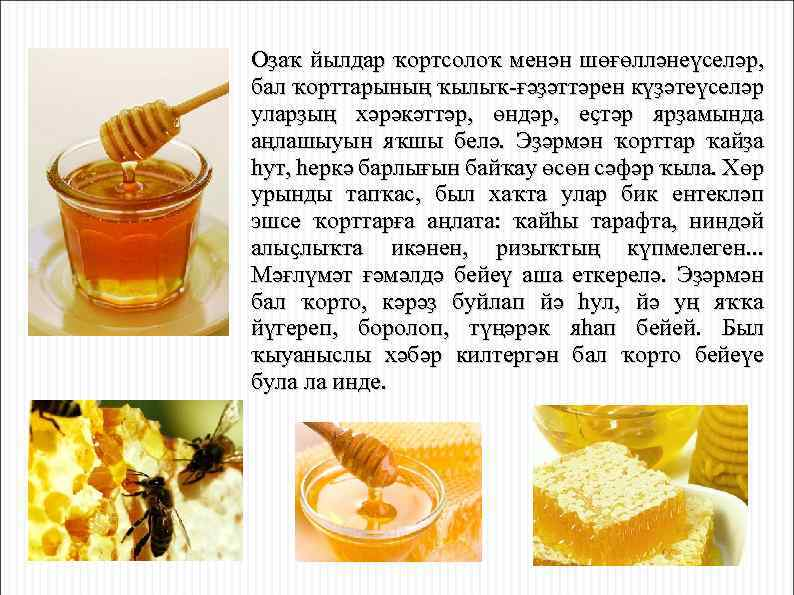 Оҙаҡ йылдар ҡортсолоҡ менән шөғөлләнеүселәр,
бал ҡорттарының ҡылыҡ-ғәҙәттәрен күҙәтеүселәр
уларҙың хәрәкәттәр, өндәр, еҫтәр ярҙамында
аңлашыуын яҡшы белә. Эҙәрмән ҡорттар ҡайҙа
һут, һеркә барлығын байҡау өсөн сәфәр ҡыла. Хөр
урынды тапҡас, был хаҡта улар бик ентекләп
эшсе ҡорттарға аңлата: ҡайһы тарафта, ниндәй
алыҫлыҡта икәнен, ризыҡтың күпмелеген...
Мәғлүмәт ғәмәлдә бейеү аша еткерелә. Эҙәрмән
бал ҡорто, кәрәҙ буйлап йә һул, йә уң яҡҡа
йүгереп, боролоп, түңәрәк яһап бейей. Был
ҡыуаныслы хәбәр килтергән бал ҡорто бейеүе
була ла инде.